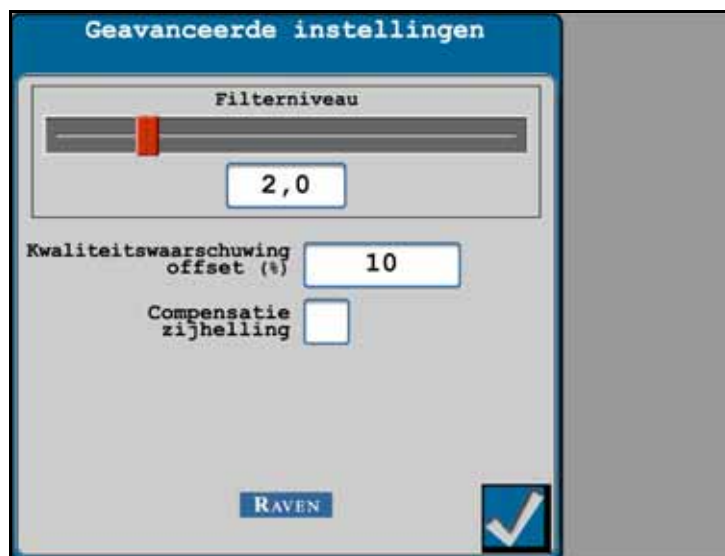 Geavanceerde instellingen
Filterniveau
2,0
Kwaliteitswaarschuwing
offset (%)
10
Compensatie
zijhelling
RAVEN